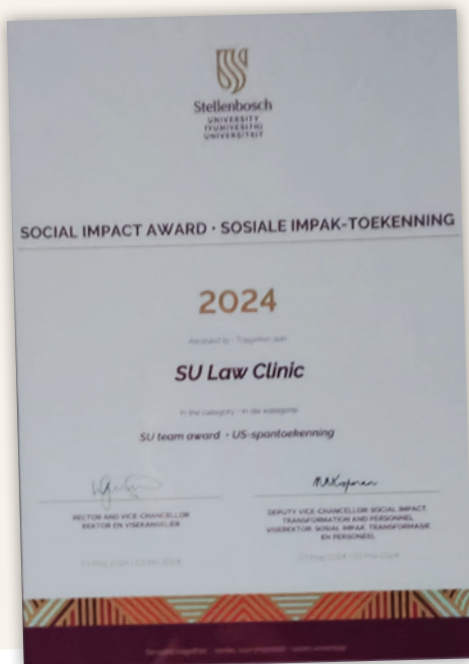 Stellenbosch
UNIVERSITY
IYUNIVESITHI
UNIVERSITEIT
SOCIAL IMPACT AWARD · SOSIALE IMPAK-TOEKENNING
2024
Awarded to · Toegeken aan
SU Law Clinic
In the category · In die kategorie
SU team award · US-spantoekenning
RECTOR AND VICE-CHANCELLOR
REKTOR EN VISEKANSELIER
DEPUTY VICE-CHANCELLOR: SOCIAL IMPACT,
TRANSFORMATION AND PERSONNEL
VISEREKTOR: SOSIALE IMPAK, TRANSFORMASIE
EN PERSONEEL